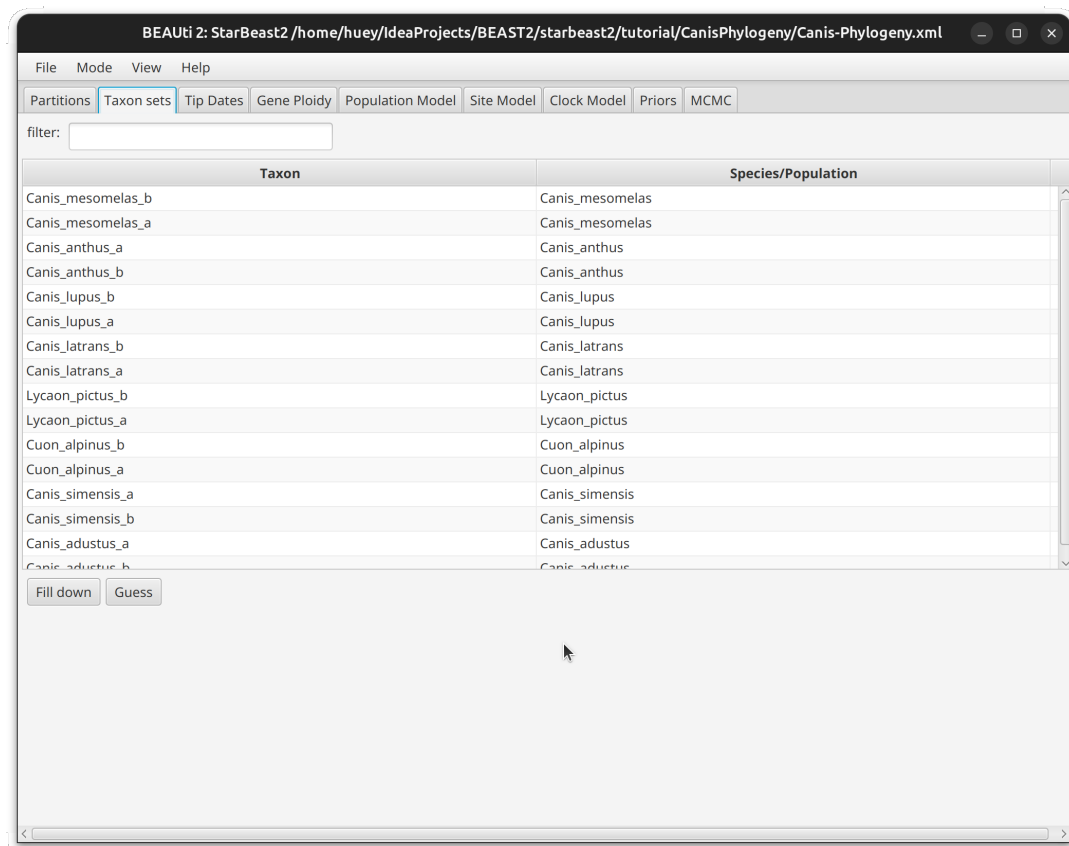 BEAUti 2: StarBeast2 /home/huey/IdeaProjects/BEAST2/starbeast2/tutorial/CanisPhylogeny/Canis-Phylogeny.xml
File Mode View Help
Partitions Taxon sets Tip Dates Gene Ploidy Population Model Site Model Clock Model Priors MCMC
filter:
Taxon Species/Population
Canis_mesomelas_b Canis_mesomelas
Canis_mesomelas_a Canis_mesomelas
Canis_anthus_a Canis_anthus
Canis_anthus_b Canis_anthus
Canis_lupus_b Canis_lupus
Canis_lupus_a Canis_lupus
Canis_latrans_b Canis_latrans
Canis_latrans_a Canis_latrans
Lycaon_pictus_b Lycaon_pictus
Lycaon_pictus_a Lycaon_pictus
Cuon_alpinus_b Cuon_alpinus
Cuon_alpinus_a Cuon_alpinus
Canis_simensis_a Canis_simensis
Canis_simensis_b Canis_simensis
Canis_adustus_a Canis_adustus
Canis_adustus_b Canis_adustus
Fill down Guess